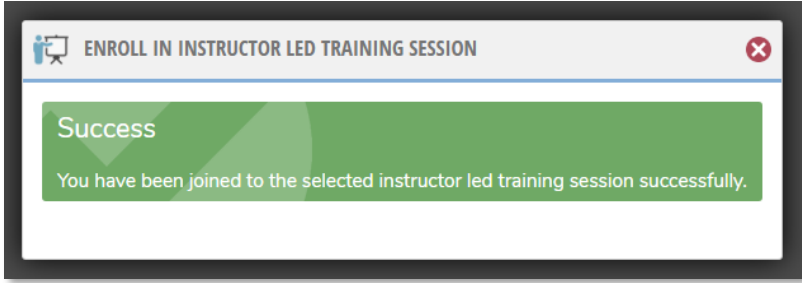 ENROLL IN INSTRUCTOR LED TRAINING SESSION
Success
You have been joined to the selected instructor led training session successfully.